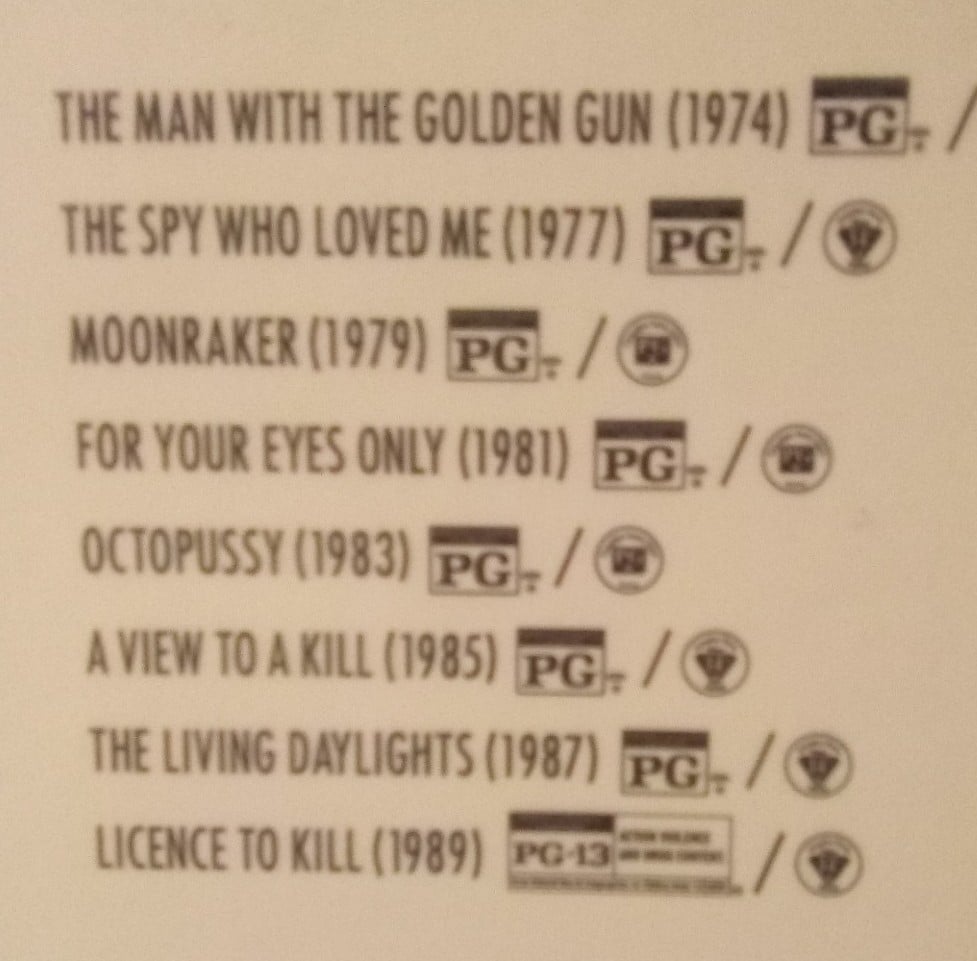 THE MAN WITH THE GOLDEN GUN (1974) PG /
THE SPY WHO LOVED ME (1977) PG /
MOONRAKER (1979) PG /
FOR YOUR EYES ONLY (1981) PG /
OCTOPUSSY (1983) PG /
A VIEW TO A KILL (1985) PG /
THE LIVING DAYLIGHTS (1987) PG /
LICENCE TO KILL (1989) PG-13 /